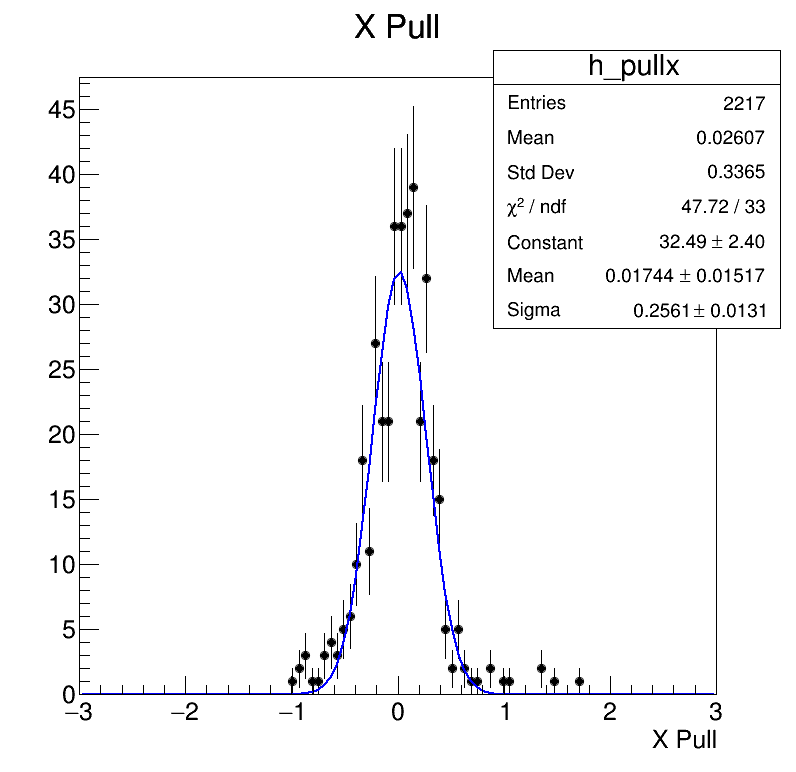 X Pull
h_pullx
Entries 2217
Mean 0.02607
Std Dev 0.3365
χ² / ndf 47.72 / 33
Constant 32.49 ± 2.40
Mean 0.01744 ± 0.01517
Sigma 0.2561 ± 0.0131
45
40
35
30
25
20
15
10
5
0
−3 −2 −1 0 1 2 3
X Pull